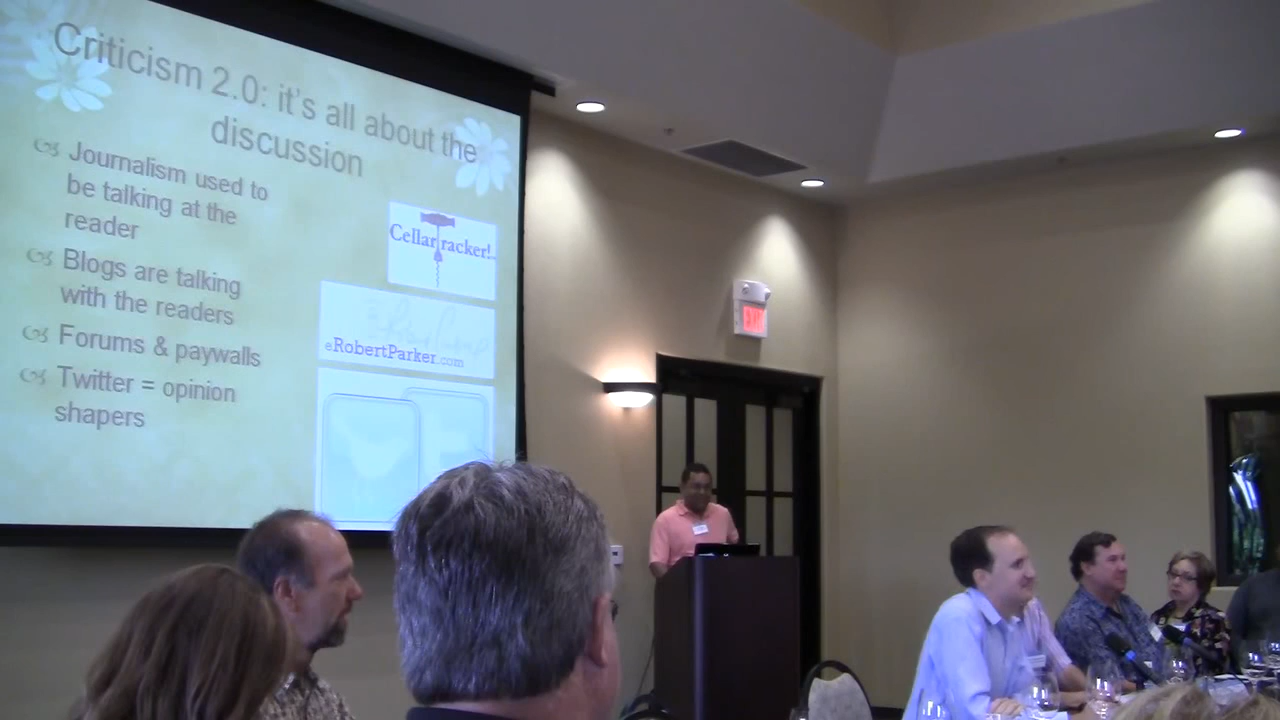 Criticism 2.0: it's all about the
discussion
Journalism used to
be talking at the
reader
Blogs are talking
with the readers
Forums & paywalls
Twitter = opinion
shapers
CellarTracker!
eRobertParker.com
EXIT